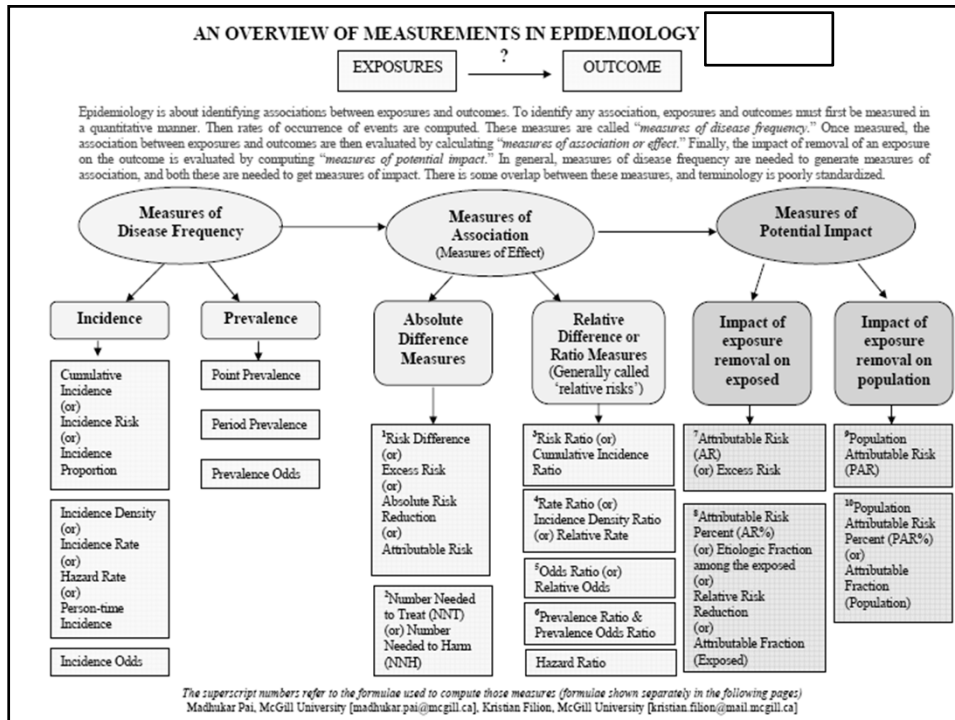 AN OVERVIEW OF MEASUREMENTS IN EPIDEMIOLOGY
EXPOSURES
?
OUTCOME
Epidemiology is about identifying associations between exposures and outcomes. To identify any association, exposures and outcomes must first be measured in
a quantitative manner. Then rates of occurrence of events are computed. These measures are called “measures of disease frequency.” Once measured, the
association between exposures and outcomes are then evaluated by calculating “measures of association or effect.” Finally, the impact of removal of an exposure
on the outcome is evaluated by computing “measures of potential impact.” In general, measures of disease frequency are needed to generate measures of
association, and both these are needed to get measures of impact. There is some overlap between these measures, and terminology is poorly standardized.
Measures of
Disease Frequency
Measures of
Association
(Measures of Effect)
Measures of
Potential Impact
Incidence
Prevalence
Absolute
Difference
Measures
Relative
Difference or
Ratio Measures
(Generally called
‘relative risks’)
Impact of
exposure
removal on
exposed
Impact of
exposure
removal on
population
Cumulative
Incidence
(or)
Incidence Risk
(or)
Incidence
Proportion
Incidence Density
(or)
Incidence Rate
(or)
Hazard Rate
(or)
Person-time
Incidence
Incidence Odds
Point Prevalence
Period Prevalence
Prevalence Odds
¹Risk Difference
(or)
Excess Risk
(or)
Absolute Risk
Reduction
(or)
Attributable Risk
²Number Needed
to Treat (NNT)
(or) Number
Needed to Harm
(NNH)
³Risk Ratio (or)
Cumulative Incidence
Ratio
⁴Rate Ratio (or)
Incidence Density Ratio
(or) Relative Rate
⁵Odds Ratio (or)
Relative Odds
⁶Prevalence Ratio &
Prevalence Odds Ratio
Hazard Ratio
⁷Attributable Risk
(AR)
(or) Excess Risk
⁸Attributable Risk
Percent (AR%)
(or) Etiologic Fraction
among the exposed
(or)
Relative Risk
Reduction
(or)
Attributable Fraction
(Exposed)
⁹Population
Attributable Risk
(PAR)
¹⁰Population
Attributable Risk
Percent (PAR%)
(or)
Attributable
Fraction
(Population)
The superscript numbers refer to the formulae used to compute those measures (formulae shown separately in the following pages)
Madhukar Pai, McGill University [madhukar.pai@mcgill.ca], Kristian Filion, McGill University [kristian.filion@mail.mcgill.ca]